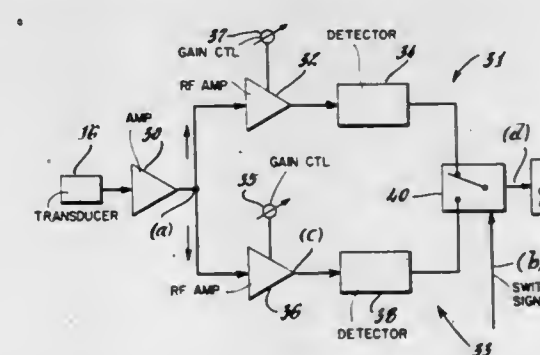 37
GAIN CTL
DETECTOR
34
31
RF AMP
32
AMP
16
30
TRANSDUCER
(a)
35
GAIN CTL
40
(d)
(c)
RF AMP
36
38
DETECTOR
33
(b)
SWIT
SIGN